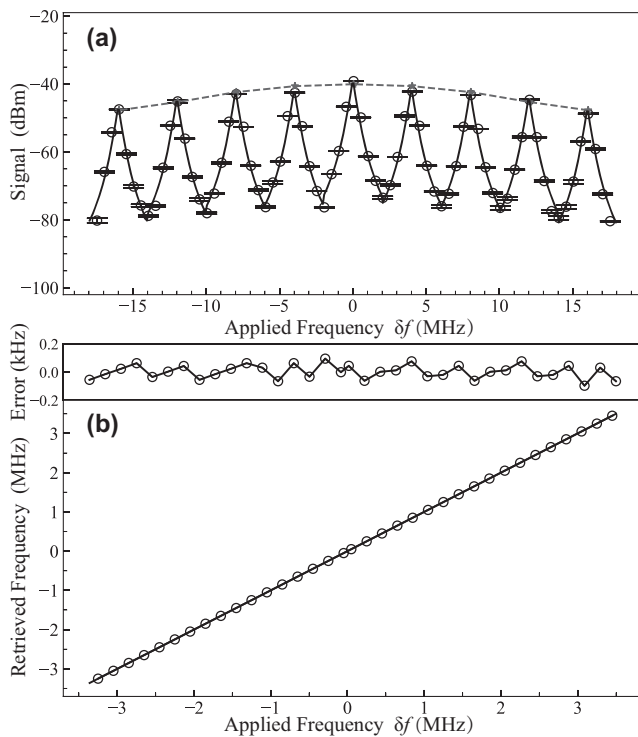 (a)
Signal (dBm)
−20
−40
−60
−80
−100
−15 −10 −5 0 5 10 15
Applied Frequency δf (MHz)
Error (kHz)
0.2
0.0
−0.2
(b)
Retrieved Frequency (MHz)
3
2
1
0
−1
−2
−3
−3 −2 −1 0 1 2 3
Applied Frequency δf (MHz)